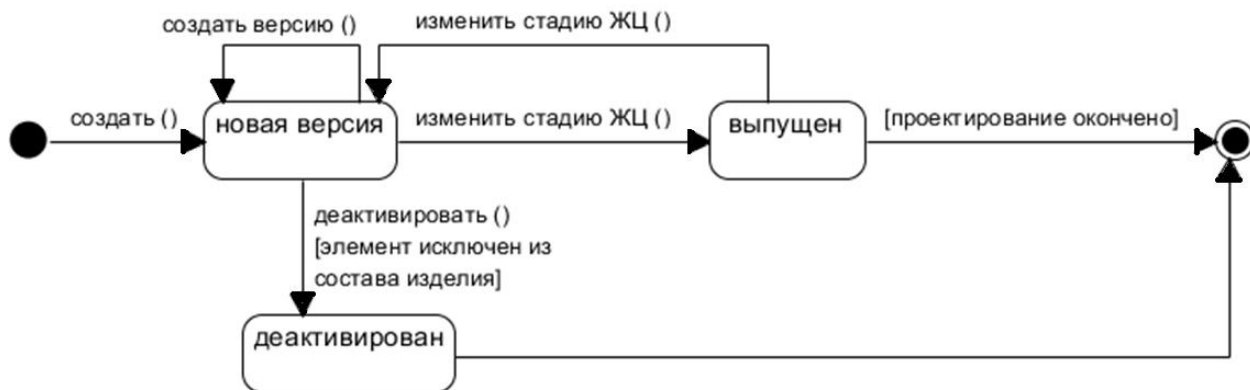 создать версию ()
изменить стадию ЖЦ ()
создать ()
новая версия
изменить стадию ЖЦ ()
выпущен
[проектирование окончено]
деактивировать ()
[элемент исключен из
состава изделия]
деактивирован